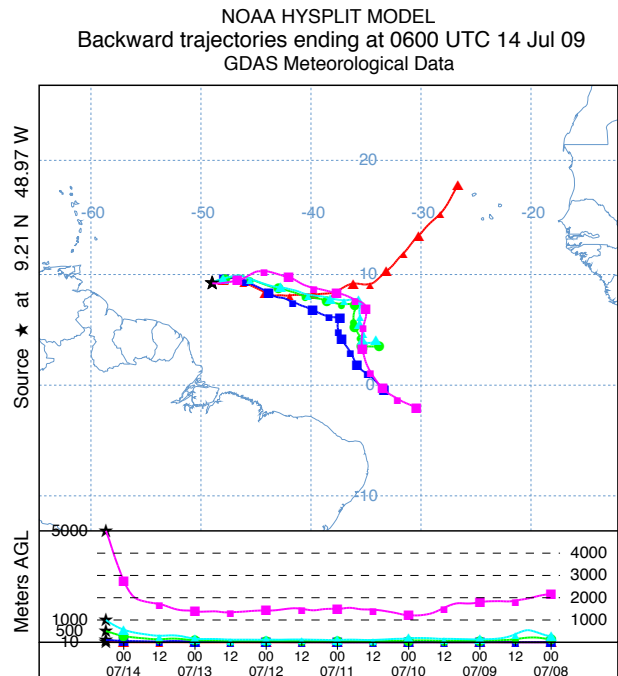 NOAA HYSPLIT MODEL
Backward trajectories ending at 0600 UTC 14 Jul 09
GDAS Meteorological Data
Source ★ at 9.21 N 48.97 W
20
-60 -50 -40 -30 -20
10
0
-10
Meters AGL
5000
4000
3000
2000
1000 1000
500
10
00 12 00 12 00 12 00 12 00 12 00 12 00
07/14 07/13 07/12 07/11 07/10 07/09 07/08